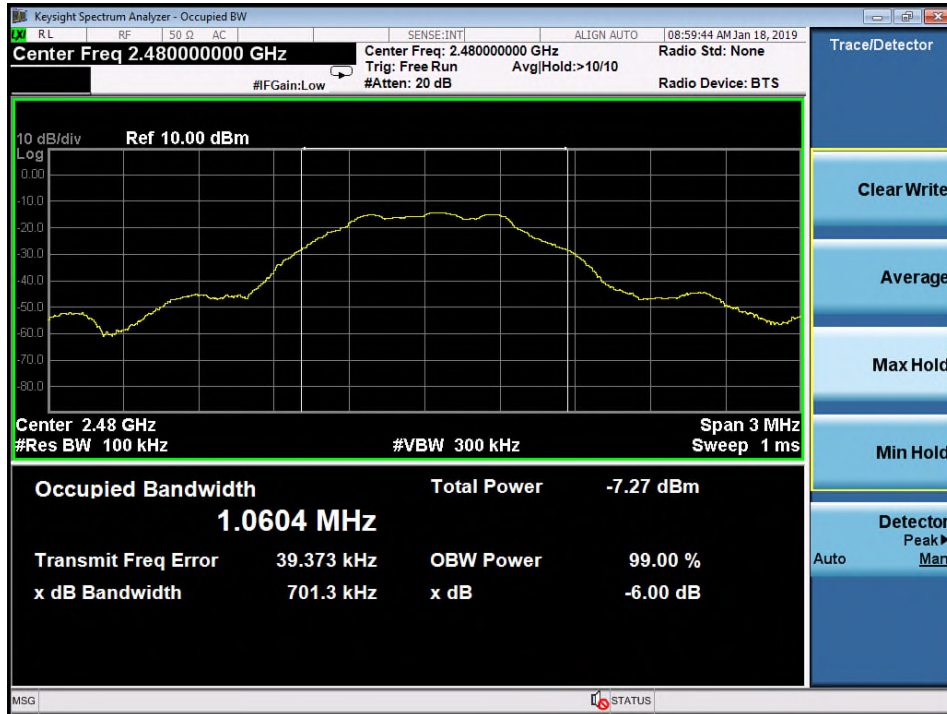 Keysight Spectrum Analyzer - Occupied BW
LXI RL RF 50 Ω AC SENSE:INT ALIGN AUTO 08:59:44 AM Jan 18, 2019
Center Freq 2.480000000 GHz
Center Freq: 2.480000000 GHz
Radio Std: None
Trig: Free Run Avg|Hold:>10/10
#IFGain:Low #Atten: 20 dB Radio Device: BTS
Trace/Detector
10 dB/div Ref 10.00 dBm
Log
0.00
-10.0
-20.0
-30.0
-40.0
-50.0
-60.0
-70.0
-80.0
Center 2.48 GHz Span 3 MHz
#Res BW 100 kHz #VBW 300 kHz Sweep 1 ms
Occupied Bandwidth Total Power -7.27 dBm
1.0604 MHz
Transmit Freq Error 39.373 kHz OBW Power 99.00 %
x dB Bandwidth 701.3 kHz x dB -6.00 dB
Clear Write
Average
Max Hold
Min Hold
Detector
Peak
Auto Man
MSG STATUS